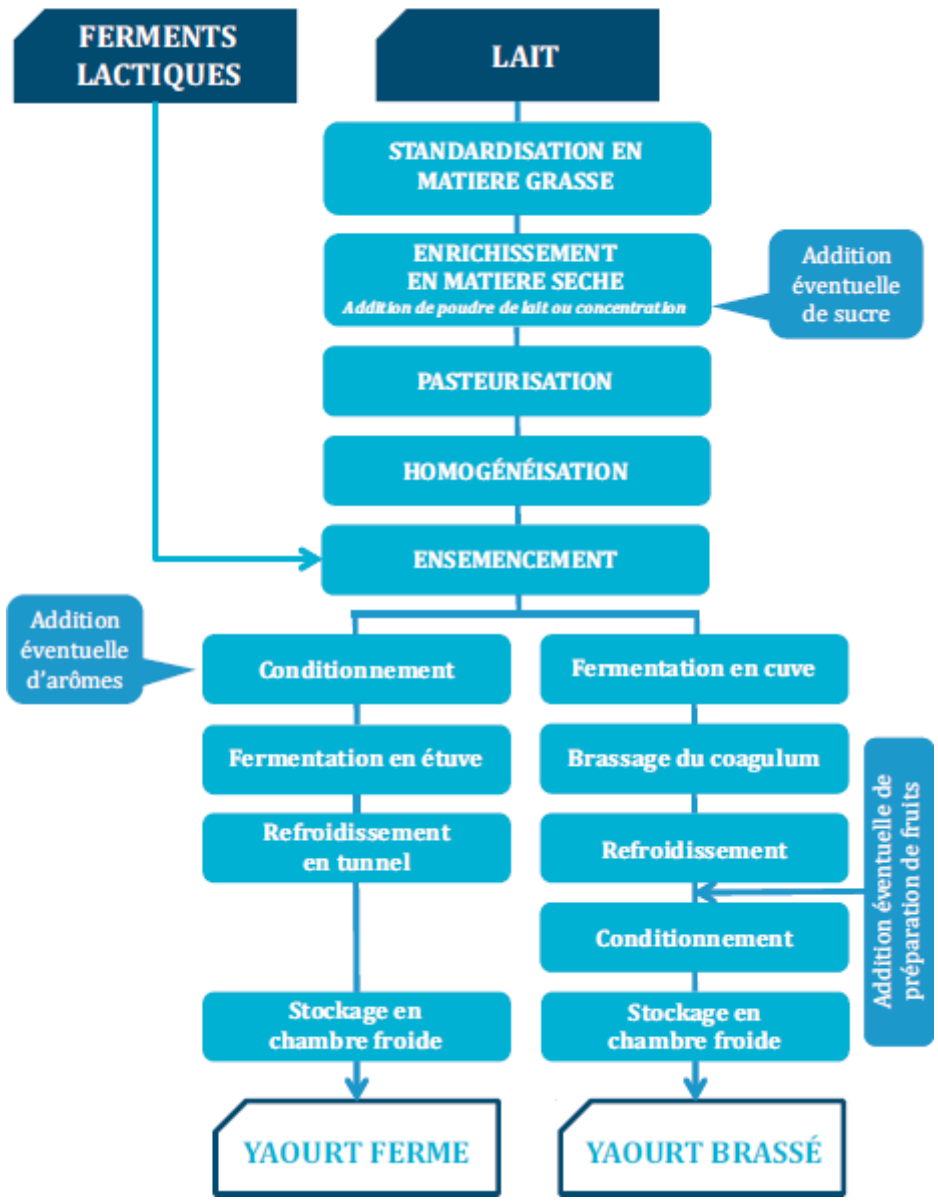 FERMENTS
LACTIQUES
LAIT
STANDARDISATION EN
MATIERE GRASSE
ENRICHISSEMENT
EN MATIERE SECHE
Addition de poudre de lait ou concentration
Addition
éventuelle
de sucre
PASTEURISATION
HOMOGÉNÉISATION
ENSEMENCEMENT
Addition
éventuelle
d'arômes
Conditionnement
Fermentation en étuve
Refroidissement
en tunnel
Stockage en
chambre froide
YAOURT FERME
Fermentation en cuve
Brassage du coagulum
Refroidissement
Addition éventuelle de
préparation de fruits
Conditionnement
Stockage en
chambre froide
YAOURT BRASSÉ